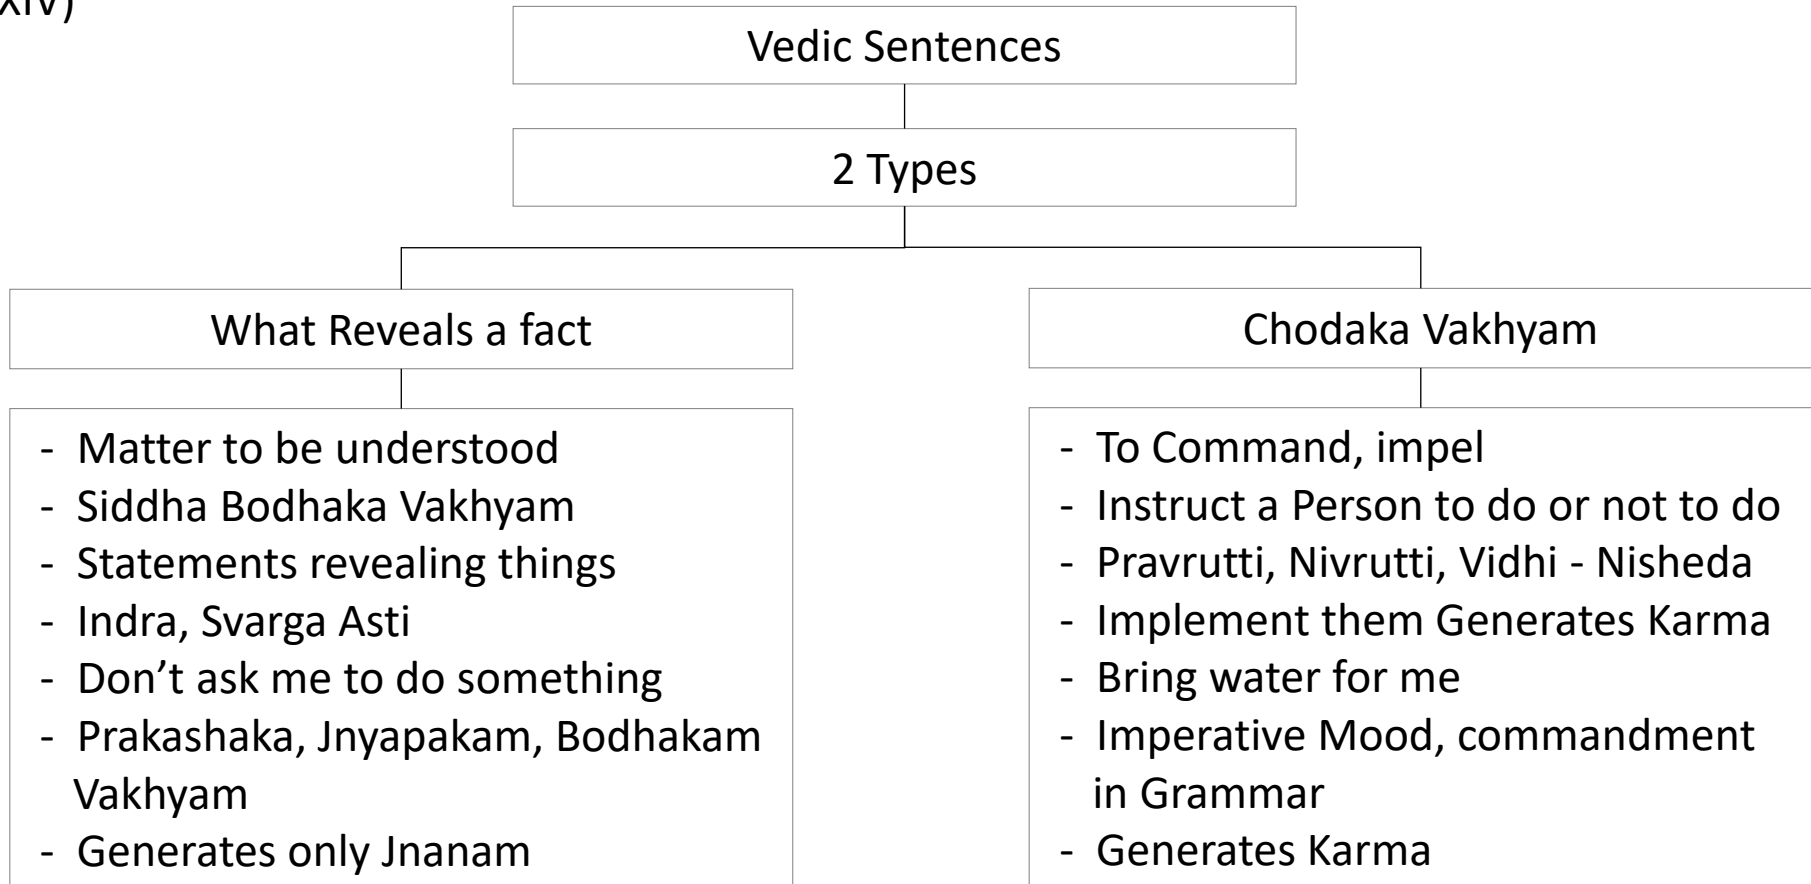 XIV)
Vedic Sentences
2 Types
What Reveals a fact
- Matter to be understood
- Siddha Bodhaka Vakhyam
- Statements revealing things
- Indra, Svarga Asti
- Don’t ask me to do something
- Prakashaka, Jnyapakam, Bodhakam
Vakhyam
- Generates only Jnanam
Chodaka Vakhyam
- To Command, impel
- Instruct a Person to do or not to do
- Pravrutti, Nivrutti, Vidhi - Nisheda
- Implement them Generates Karma
- Bring water for me
- Imperative Mood, commandment
in Grammar
- Generates Karma